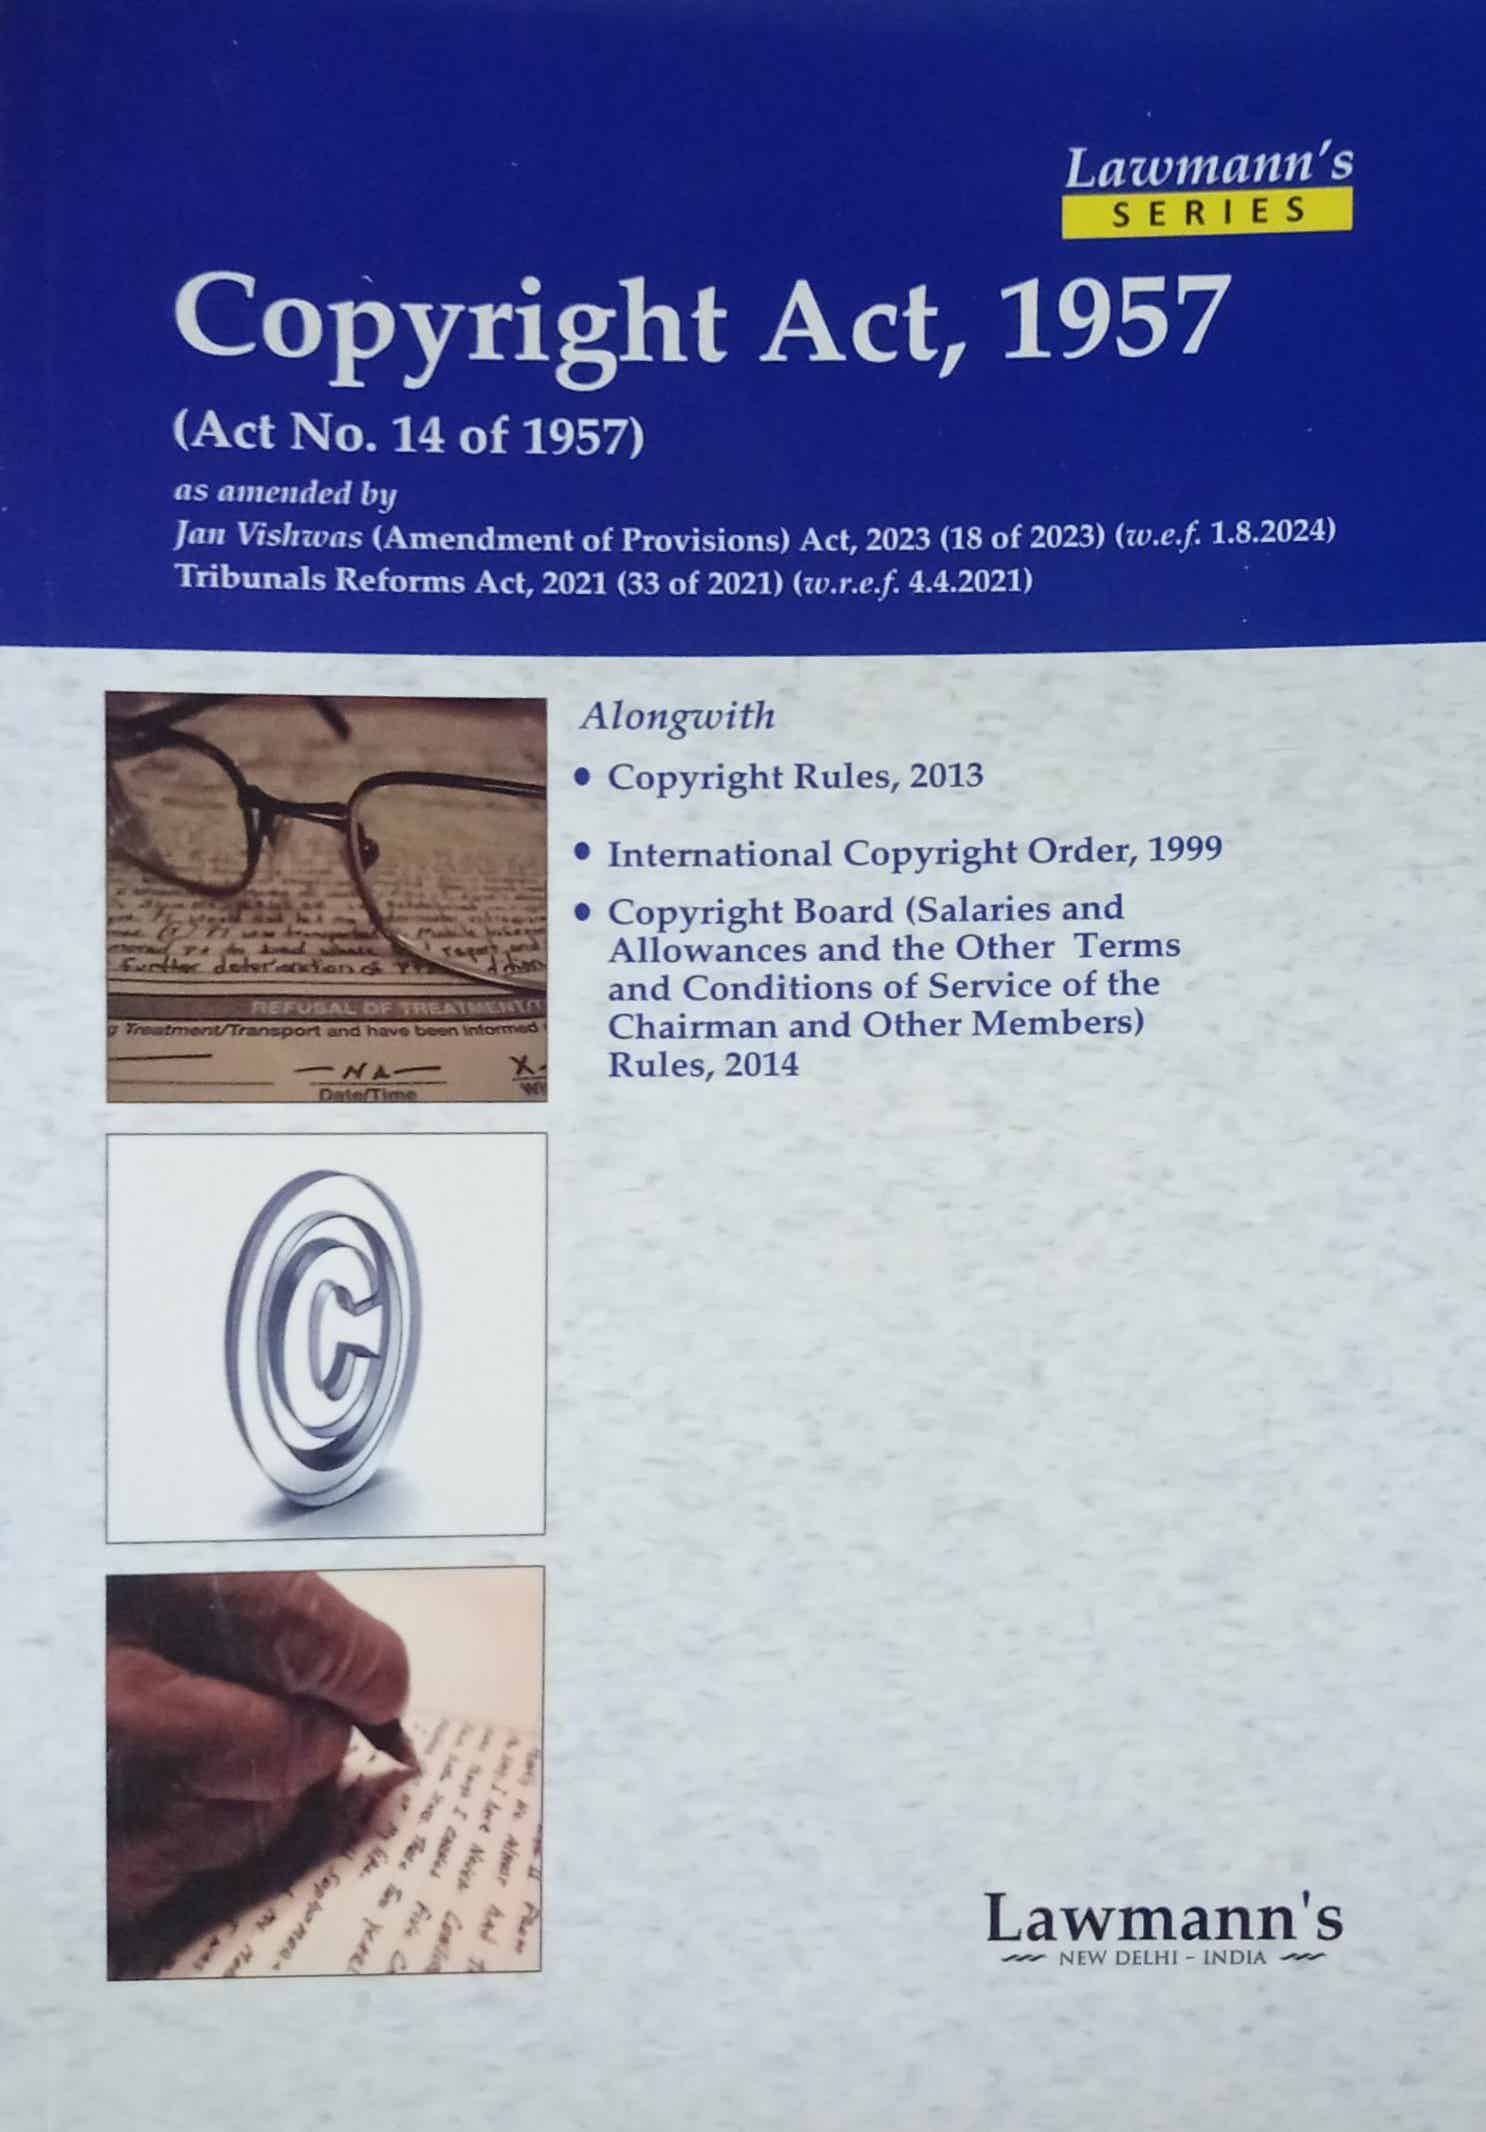 Lawmann's
SERIES
Copyright Act, 1957
(Act No. 14 of 1957)
as amended by
Jan Vishwas (Amendment of Provisions) Act, 2023 (18 of 2023) (w.e.f. 1.8.2024)
Tribunals Reforms Act, 2021 (33 of 2021) (w.r.e.f. 4.4.2021)
Alongwith
• Copyright Rules, 2013
• International Copyright Order, 1999
• Copyright Board (Salaries and
Allowances and the Other Terms
and Conditions of Service of the
Chairman and Other Members)
Rules, 2014
REFUSAL OF TREATMENT/
Treatment/Transport and have been informed
NA
X
Date/Time
C
Lawmann's
NEW DELHI - INDIA